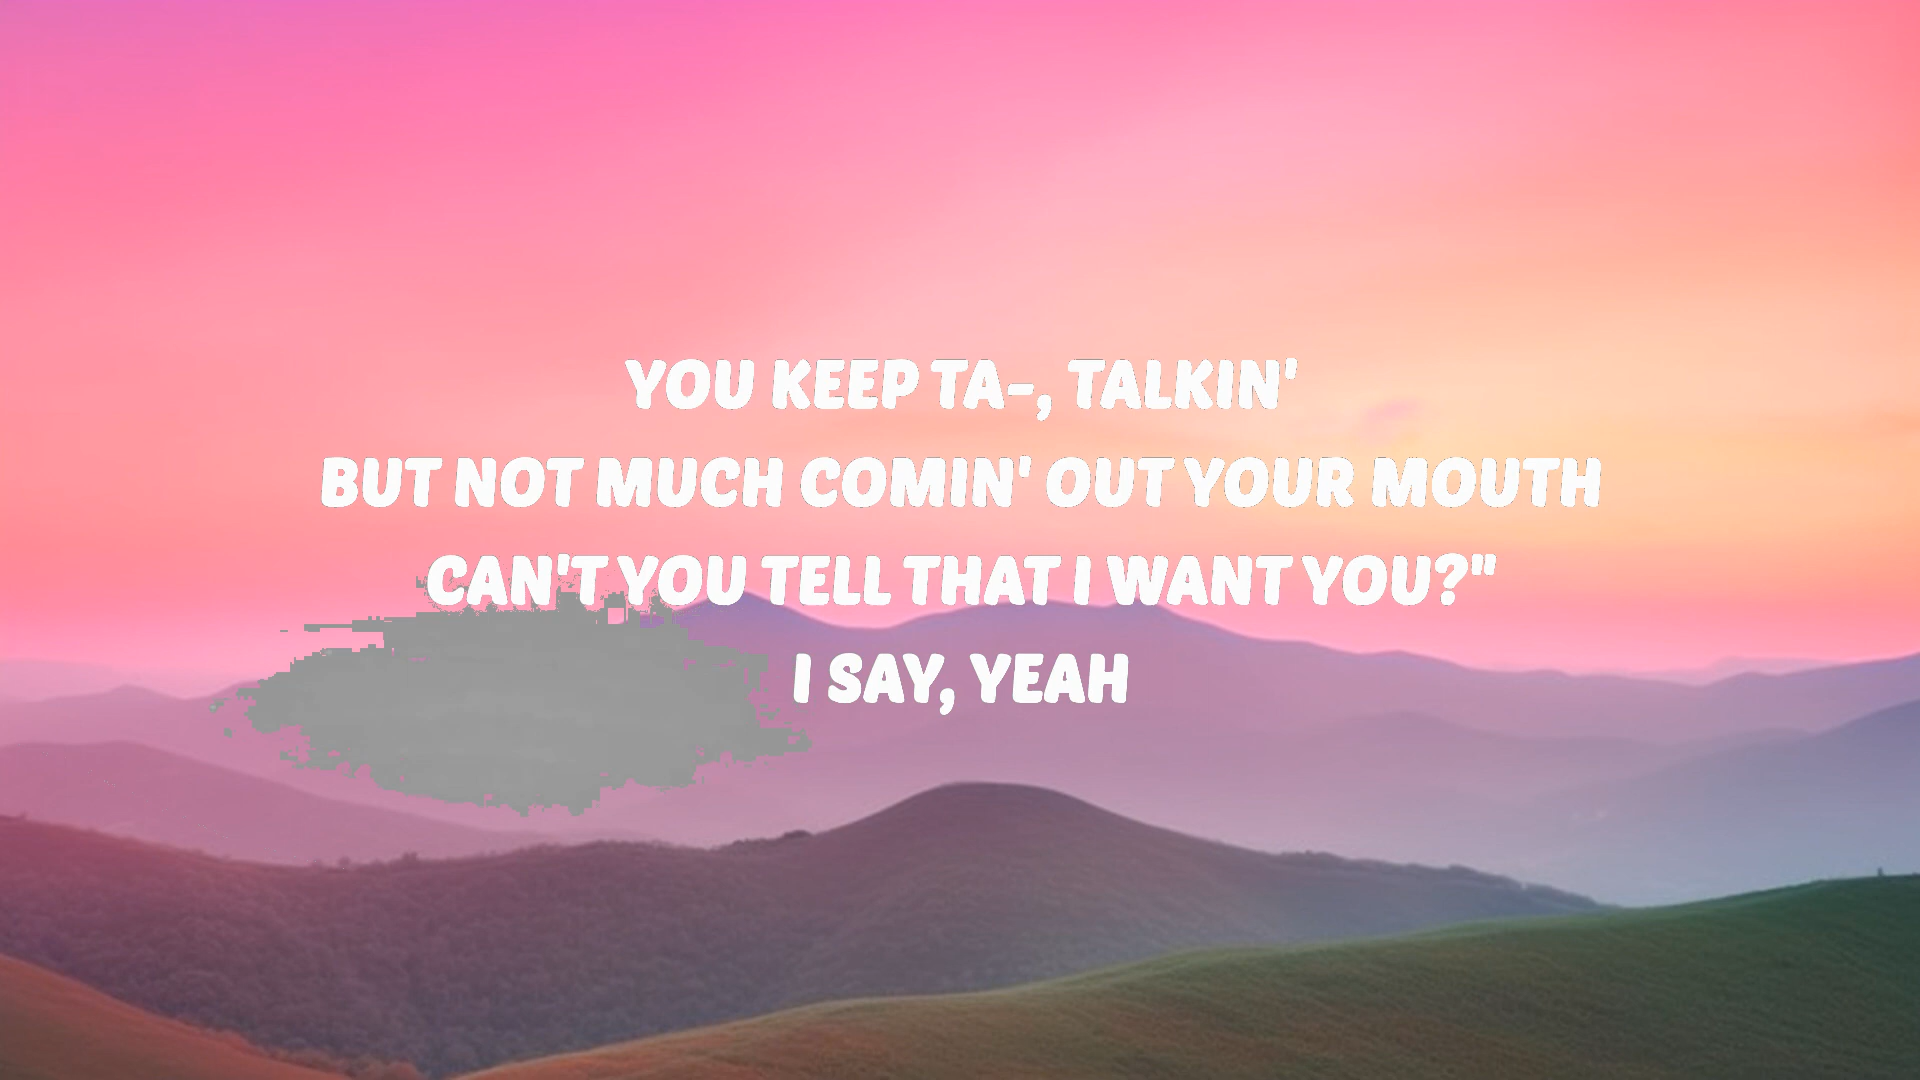 YOU KEEP TA-, TALKIN'
BUT NOT MUCH COMIN' OUT YOUR MOUTH
CAN'T YOU TELL THAT I WANT YOU?"
I SAY, YEAH